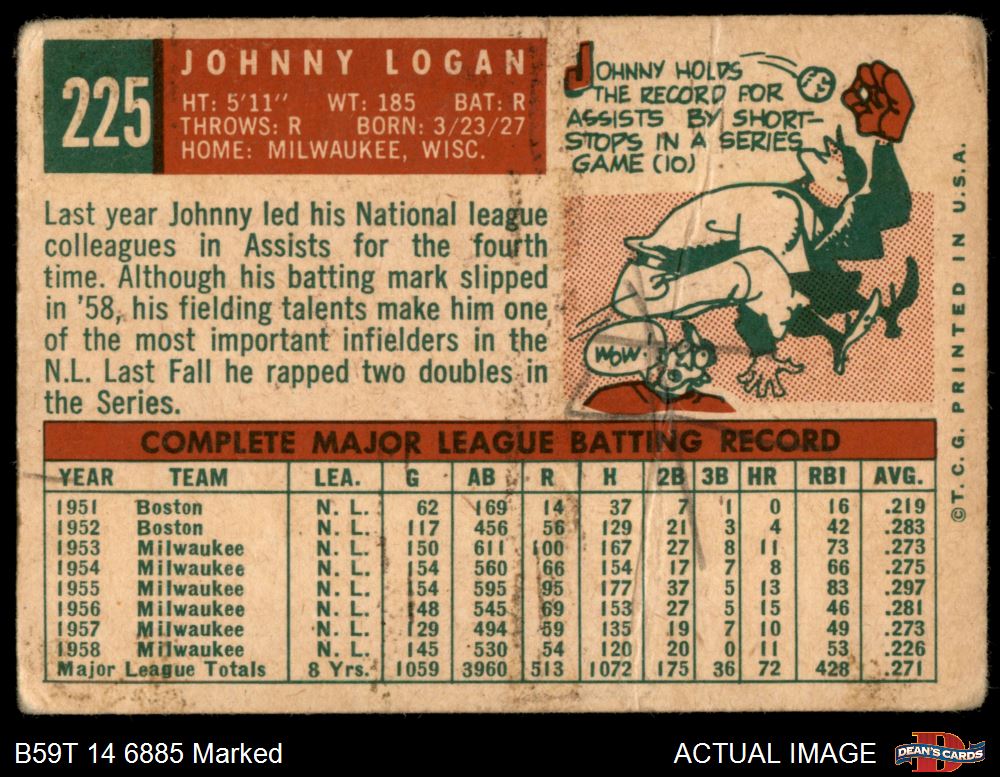 225
JOHNNY LOGAN
HT: 5'11" WT: 185 BAT: R
THROWS: R BORN: 3/23/27
HOME: MILWAUKEE, WISC.
JOHNNY HOLDS
THE RECORD FOR
ASSISTS BY SHORT-
STOPS IN A SERIES
GAME (10)
Last year Johnny led his National league
colleagues in Assists for the fourth
time. Although his batting mark slipped
in '58, his fielding talents make him one
of the most important infielders in the
N.L. Last Fall he rapped two doubles in
the Series.
WOW
©T. C. G. PRINTED IN U.S.A.
COMPLETE MAJOR LEAGUE BATTING RECORD
YEAR TEAM LEA. G AB R H 2B 3B HR RBI AVG.
1951 Boston N. L. 62 169 14 37 7 1 0 16 .219
1952 Boston N. L. 117 456 56 129 21 3 4 42 .283
1953 Milwaukee N. L. 150 611 100 167 27 8 11 73 .273
1954 Milwaukee N. L. 154 560 66 154 17 7 8 66 .275
1955 Milwaukee N. L. 154 595 95 177 37 5 13 83 .297
1956 Milwaukee N. L. 148 545 69 153 27 5 15 46 .281
1957 Milwaukee N. L. 129 494 59 135 19 7 10 49 .273
1958 Milwaukee N. L. 145 530 54 120 20 0 11 53 .226
Major League Totals 8 Yrs. 1059 3960 513 1072 175 36 72 428 .271
B59T 14 6885 Marked
ACTUAL IMAGE
DEAN'S CARDS